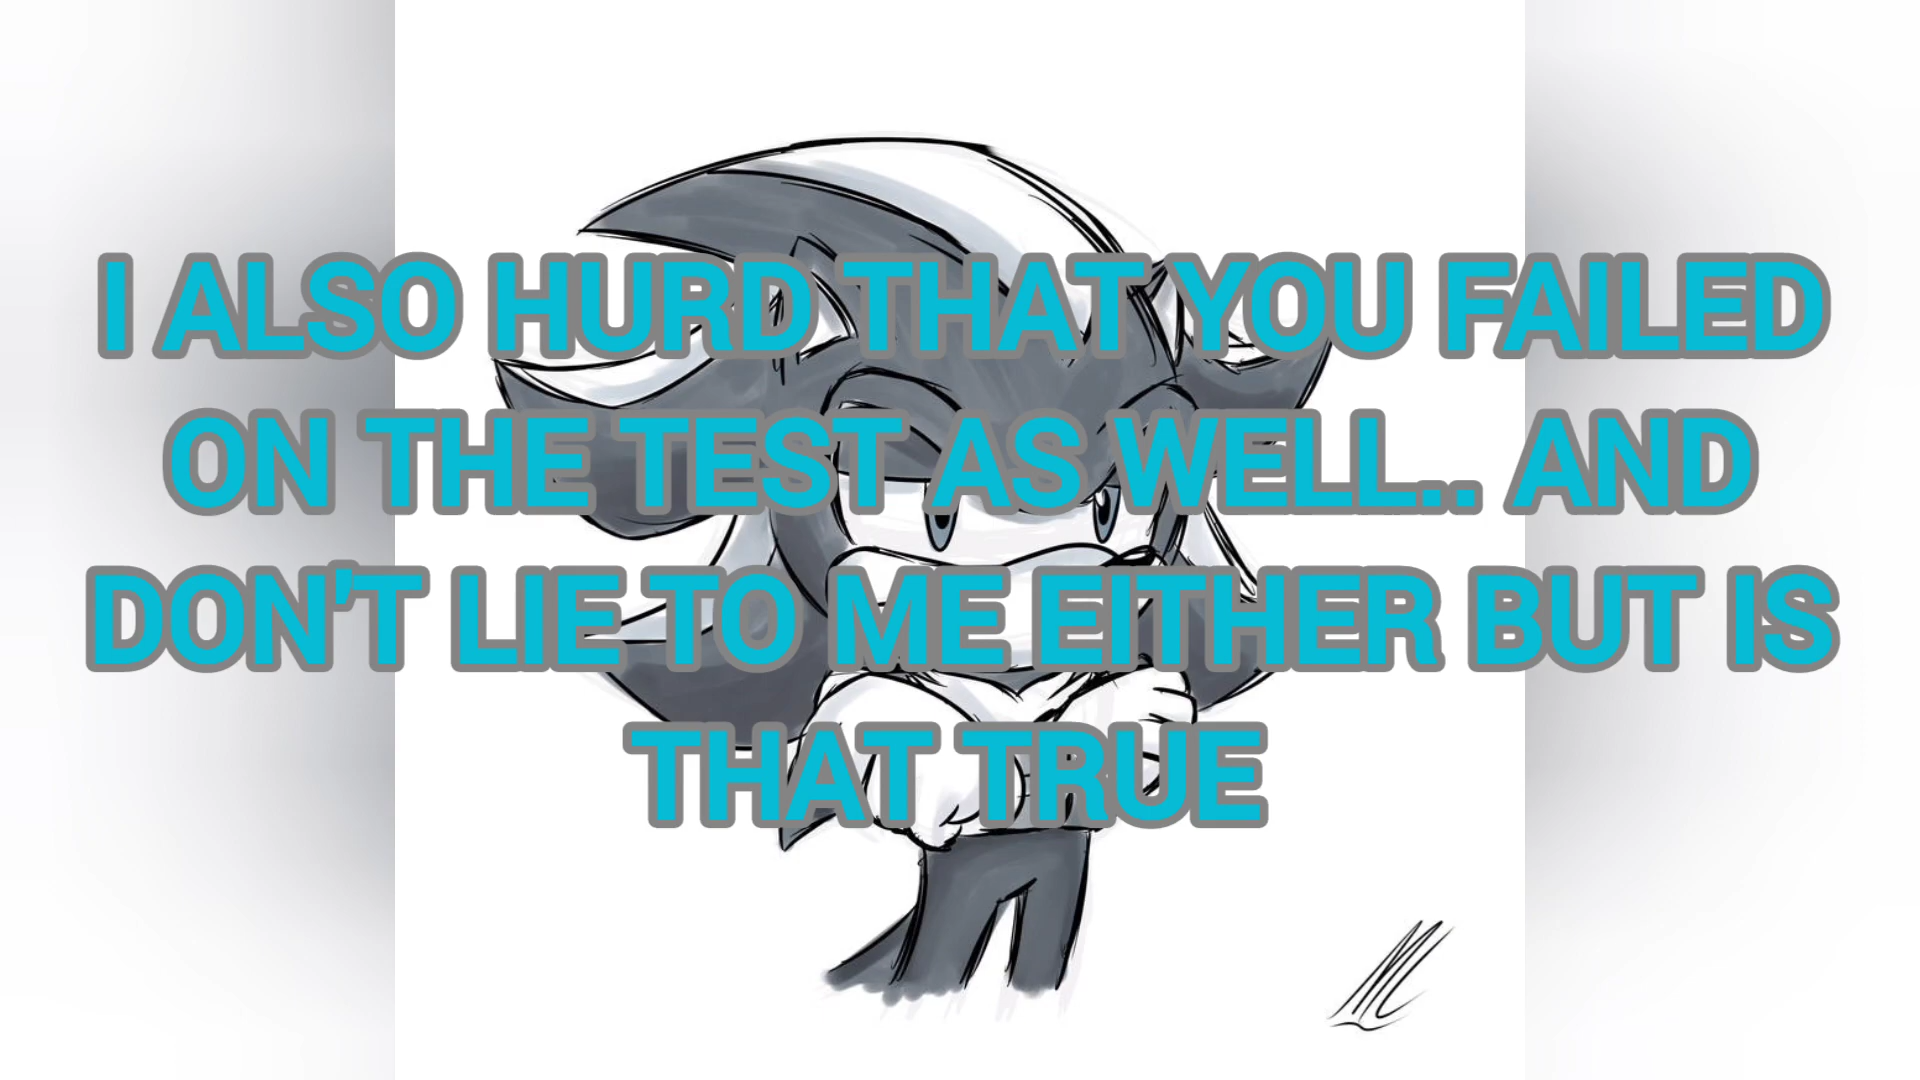 I ALSO HURD THAT YOU FAILED
ON THE TEST AS WELL.. AND
DON'T LIE TO ME EITHER BUT IS
THAT TRUE